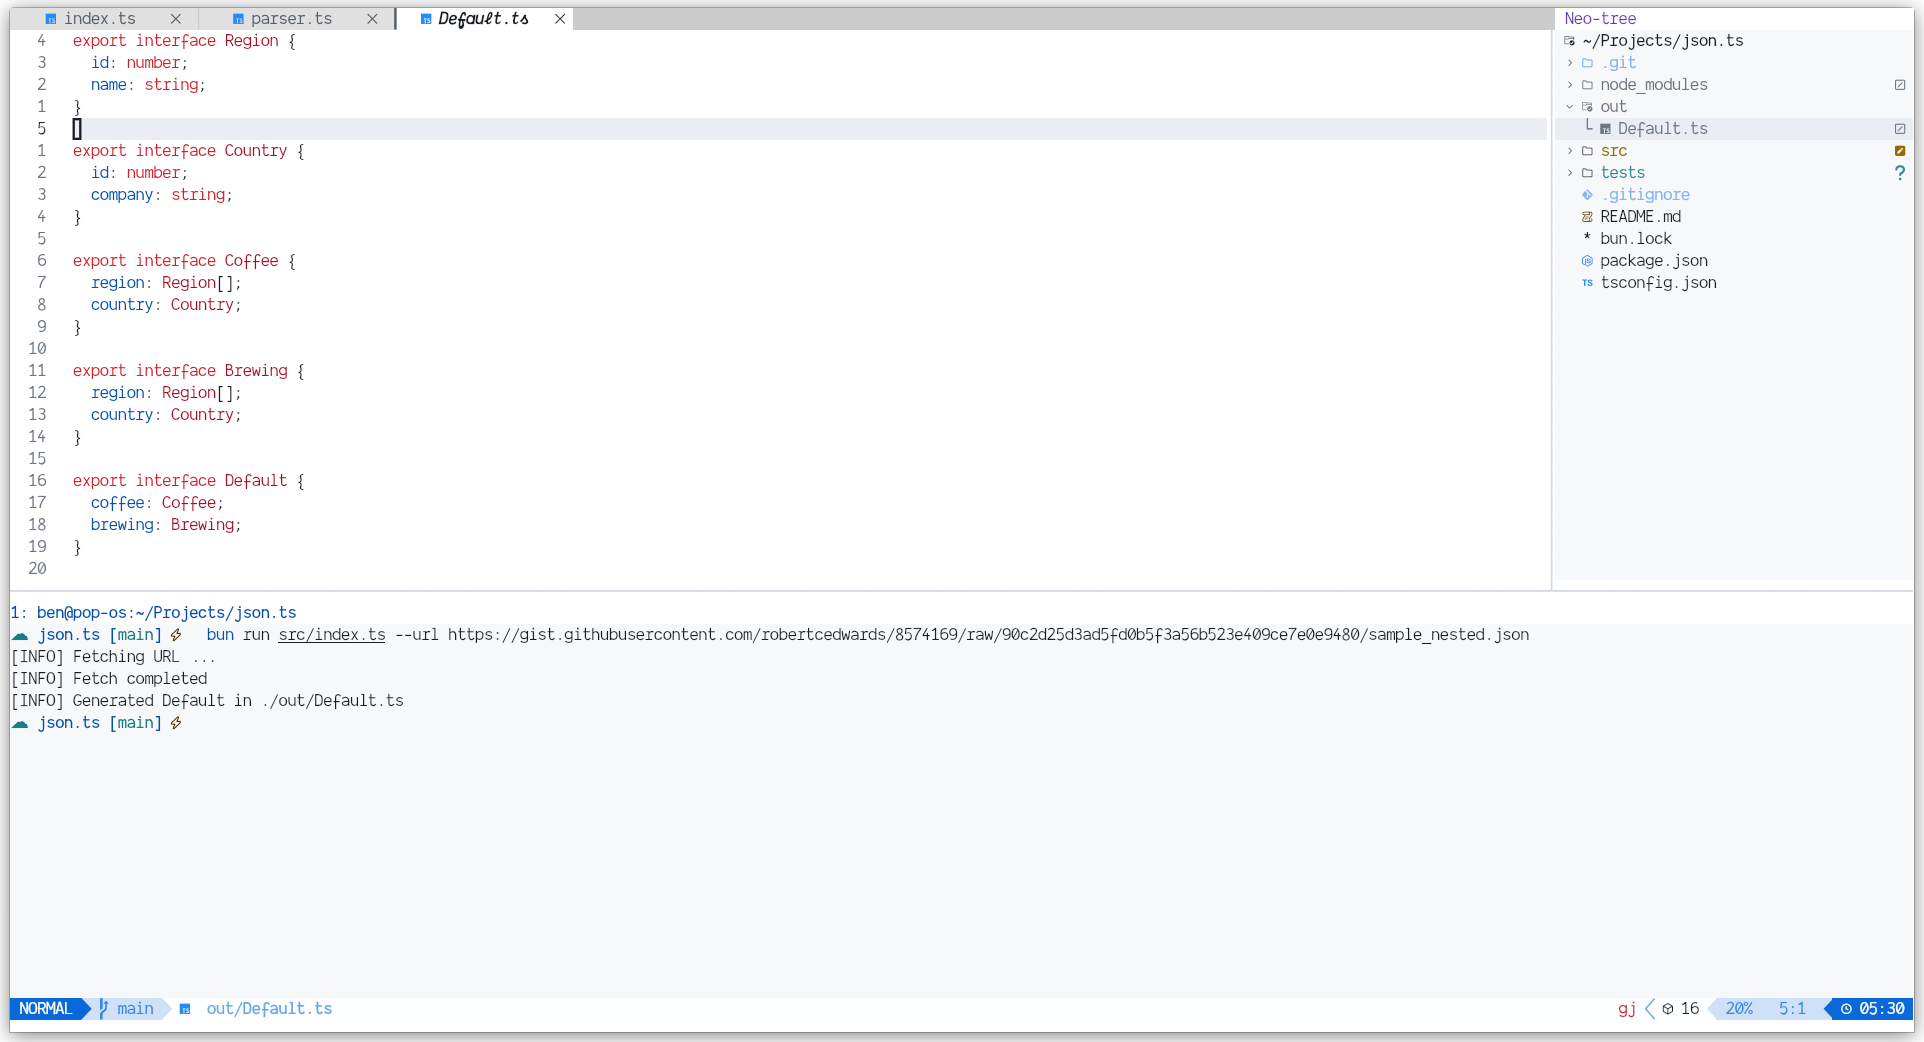 index.ts × parser.ts × Default.ts ×
4 export interface Region {
3   id: number;
2   name: string;
1 }
5
1 export interface Country {
2   id: number;
3   company: string;
4 }
5
6 export interface Coffee {
7   region: Region[];
8   country: Country;
9 }
10
11 export interface Brewing {
12   region: Region[];
13   country: Country;
14 }
15
16 export interface Default {
17   coffee: Coffee;
18   brewing: Brewing;
19 }
20
Neo-tree
~/Projects/json.ts
.git
node_modules
out
Default.ts
src
tests ?
.gitignore
README.md
* bun.lock
package.json
TS tsconfig.json
1: ben@pop-os:~/Projects/json.ts
json.ts [main] bun run src/index.ts --url https://gist.githubusercontent.com/robertcedwards/8574169/raw/90c2d25d3ad5fd0b5f3a56b523e409ce7e0e9480/sample_nested.json
[INFO] Fetching URL ...
[INFO] Fetch completed
[INFO] Generated Default in ./out/Default.ts
json.ts [main]
NORMAL main out/Default.ts gj 16 20% 5:1 05:30